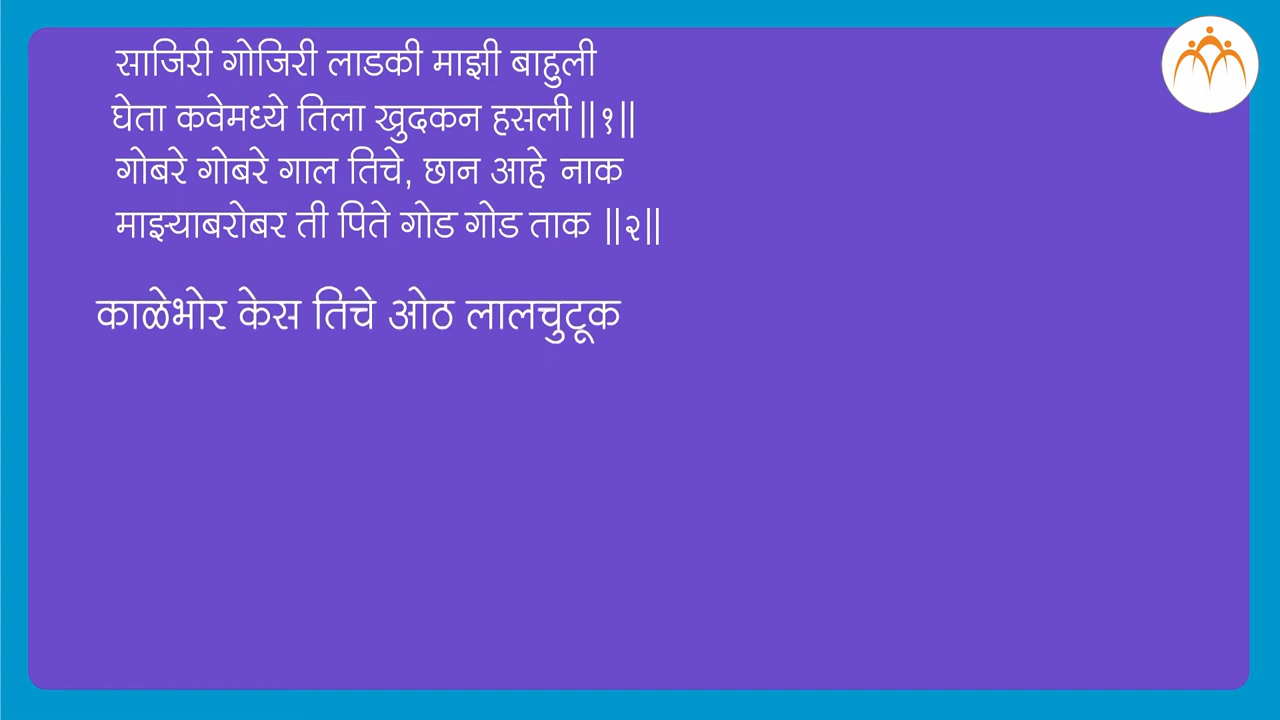 साजिरी गोजिरी लाडकी माझी बाहुली
घेता कवेमध्ये तिला खुदकन हसली ||१||
गोबरे गोबरे गाल तिचे, छान आहे नाक
माझ्याबरोबर ती पिते गोड गोड ताक ||२||
काळेभोर केस तिचे ओठ लालचुटूक